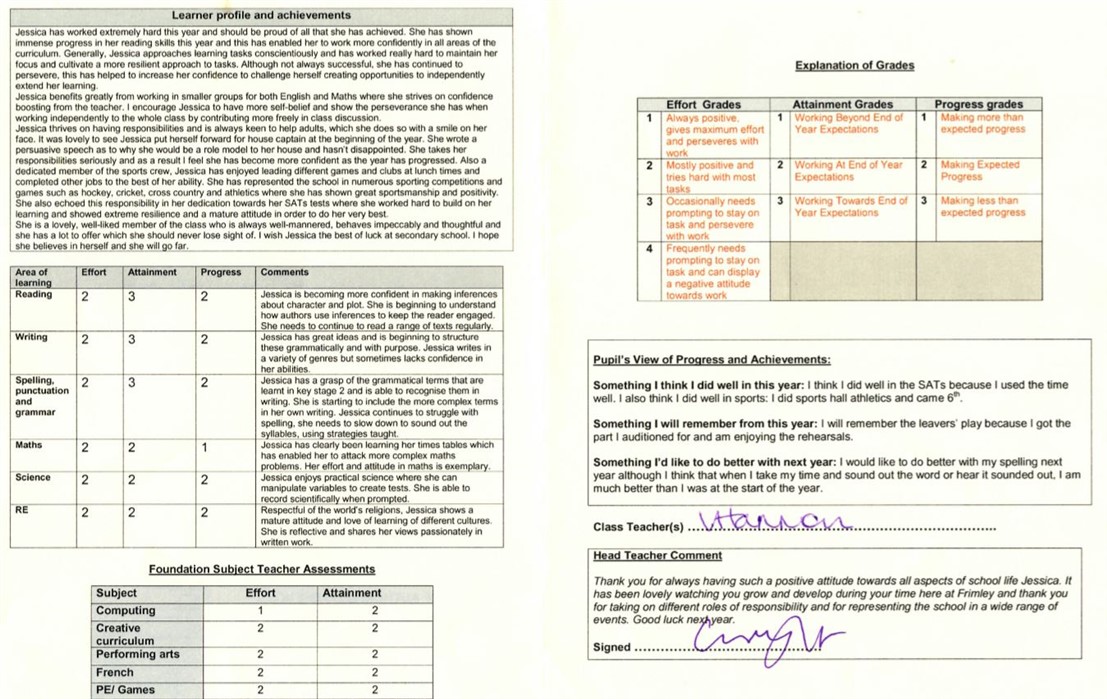 Learner profile and achievements
Jessica has worked extremely hard this year and should be proud of all that she has achieved. She has shown
immense progress in her reading skills this year and this has enabled her to work more confidently in all areas of the
curriculum. Generally, Jessica approaches learning tasks conscientiously and has worked really hard to maintain her
focus and cultivate a more resilient approach to tasks. Although not always successful, she has continued to
persevere, this has helped to increase her confidence to challenge herself creating opportunities to independently
extend her learning.
Jessica benefits greatly from working in smaller groups for both English and Maths where she strives on confidence
boosting from the teacher. I encourage Jessica to have more self-belief and show the perseverance she has when
working independently to the whole class by contributing more freely in class discussion.
Jessica thrives on having responsibilities and is always keen to help adults, which she does so with a smile on her
face. It was lovely to see Jessica put herself forward for house captain at the beginning of the year. She wrote a
persuasive speech as to why she would be a role model to her house and hasn't disappointed. She takes her
responsibilities seriously and as a result I feel she has become more confident as the year has progressed. Also a
dedicated member of the sports crew, Jessica has enjoyed leading different games and clubs at lunch times and
completed other jobs to the best of her ability. She has represented the school in numerous sporting competitions and
games such as hockey, cricket, cross country and athletics where she has shown great sportsmanship and positivity.
She also echoed this responsibility in her dedication towards her SATs tests where she worked hard to build on her
learning and showed extreme resilience and a mature attitude in order to do her very best.
She is a lovely, well-liked member of the class who is always well-mannered, behaves impeccably and thoughtful and
she has a lot to offer which she should never lose sight of. I wish Jessica the best of luck at secondary school. I hope
she believes in herself and she will go far.
Area of learning Effort Attainment Progress Comments
Reading 2 3 2 Jessica is becoming more confident in making inferences
about character and plot. She is beginning to understand
how authors use inferences to keep the reader engaged.
She needs to continue to read a range of texts regularly.
Writing 2 3 2 Jessica has great ideas and is beginning to structure
these grammatically and with purpose. Jessica writes in
a variety of genres but sometimes lacks confidence in
her abilities.
Spelling, punctuation and grammar 2 3 2 Jessica has a grasp of the grammatical terms that are
learnt in key stage 2 and is able to recognise them in
writing. She is starting to include the more complex terms
in her own writing. Jessica continues to struggle with
spelling, she needs to slow down to sound out the
syllables, using strategies taught.
Maths 2 2 1 Jessica has clearly been learning her times tables which
has enabled her to attack more complex maths
problems. Her effort and attitude in maths is exemplary.
Science 2 2 2 Jessica enjoys practical science where she can
manipulate variables to create tests. She is able to
record scientifically when prompted.
RE 2 2 2 Respectful of the world's religions, Jessica shows a
mature attitude and love of learning of different cultures.
She is reflective and shares her views passionately in
written work.
Foundation Subject Teacher Assessments
Subject Effort Attainment
Computing 1 2
Creative curriculum 2 2
Performing arts 2 2
French 2 2
PE/ Games 2 2
Explanation of Grades
Effort Grades Attainment Grades Progress grades
1 Always positive, gives maximum effort and perseveres with work 1 Working Beyond End of Year Expectations 1 Making more than expected progress
2 Mostly positive and tries hard with most tasks 2 Working At End of Year Expectations 2 Making Expected Progress
3 Occasionally needs prompting to stay on task and persevere with work 3 Working Towards End of Year Expectations 3 Making less than expected progress
4 Frequently needs prompting to stay on task and can display a negative attitude towards work
Pupil's View of Progress and Achievements:
Something I think I did well in this year: I think I did well in the SATs because I used the time
well. I also think I did well in sports: I did sports hall athletics and came 6th.
Something I will remember from this year: I will remember the leavers' play because I got the
part I auditioned for and am enjoying the rehearsals.
Something I'd like to do better with next year: I would like to do better with my spelling next
year although I think that when I take my time and sound out the word or hear it sounded out, I am
much better than I was at the start of the year.
Class Teacher(s)
Head Teacher Comment
Thank you for always having such a positive attitude towards all aspects of school life Jessica. It
has been lovely watching you grow and develop during your time here at Frimley and thank you
for taking on different roles of responsibility and for representing the school in a wide range of
events. Good luck next year.
Signed